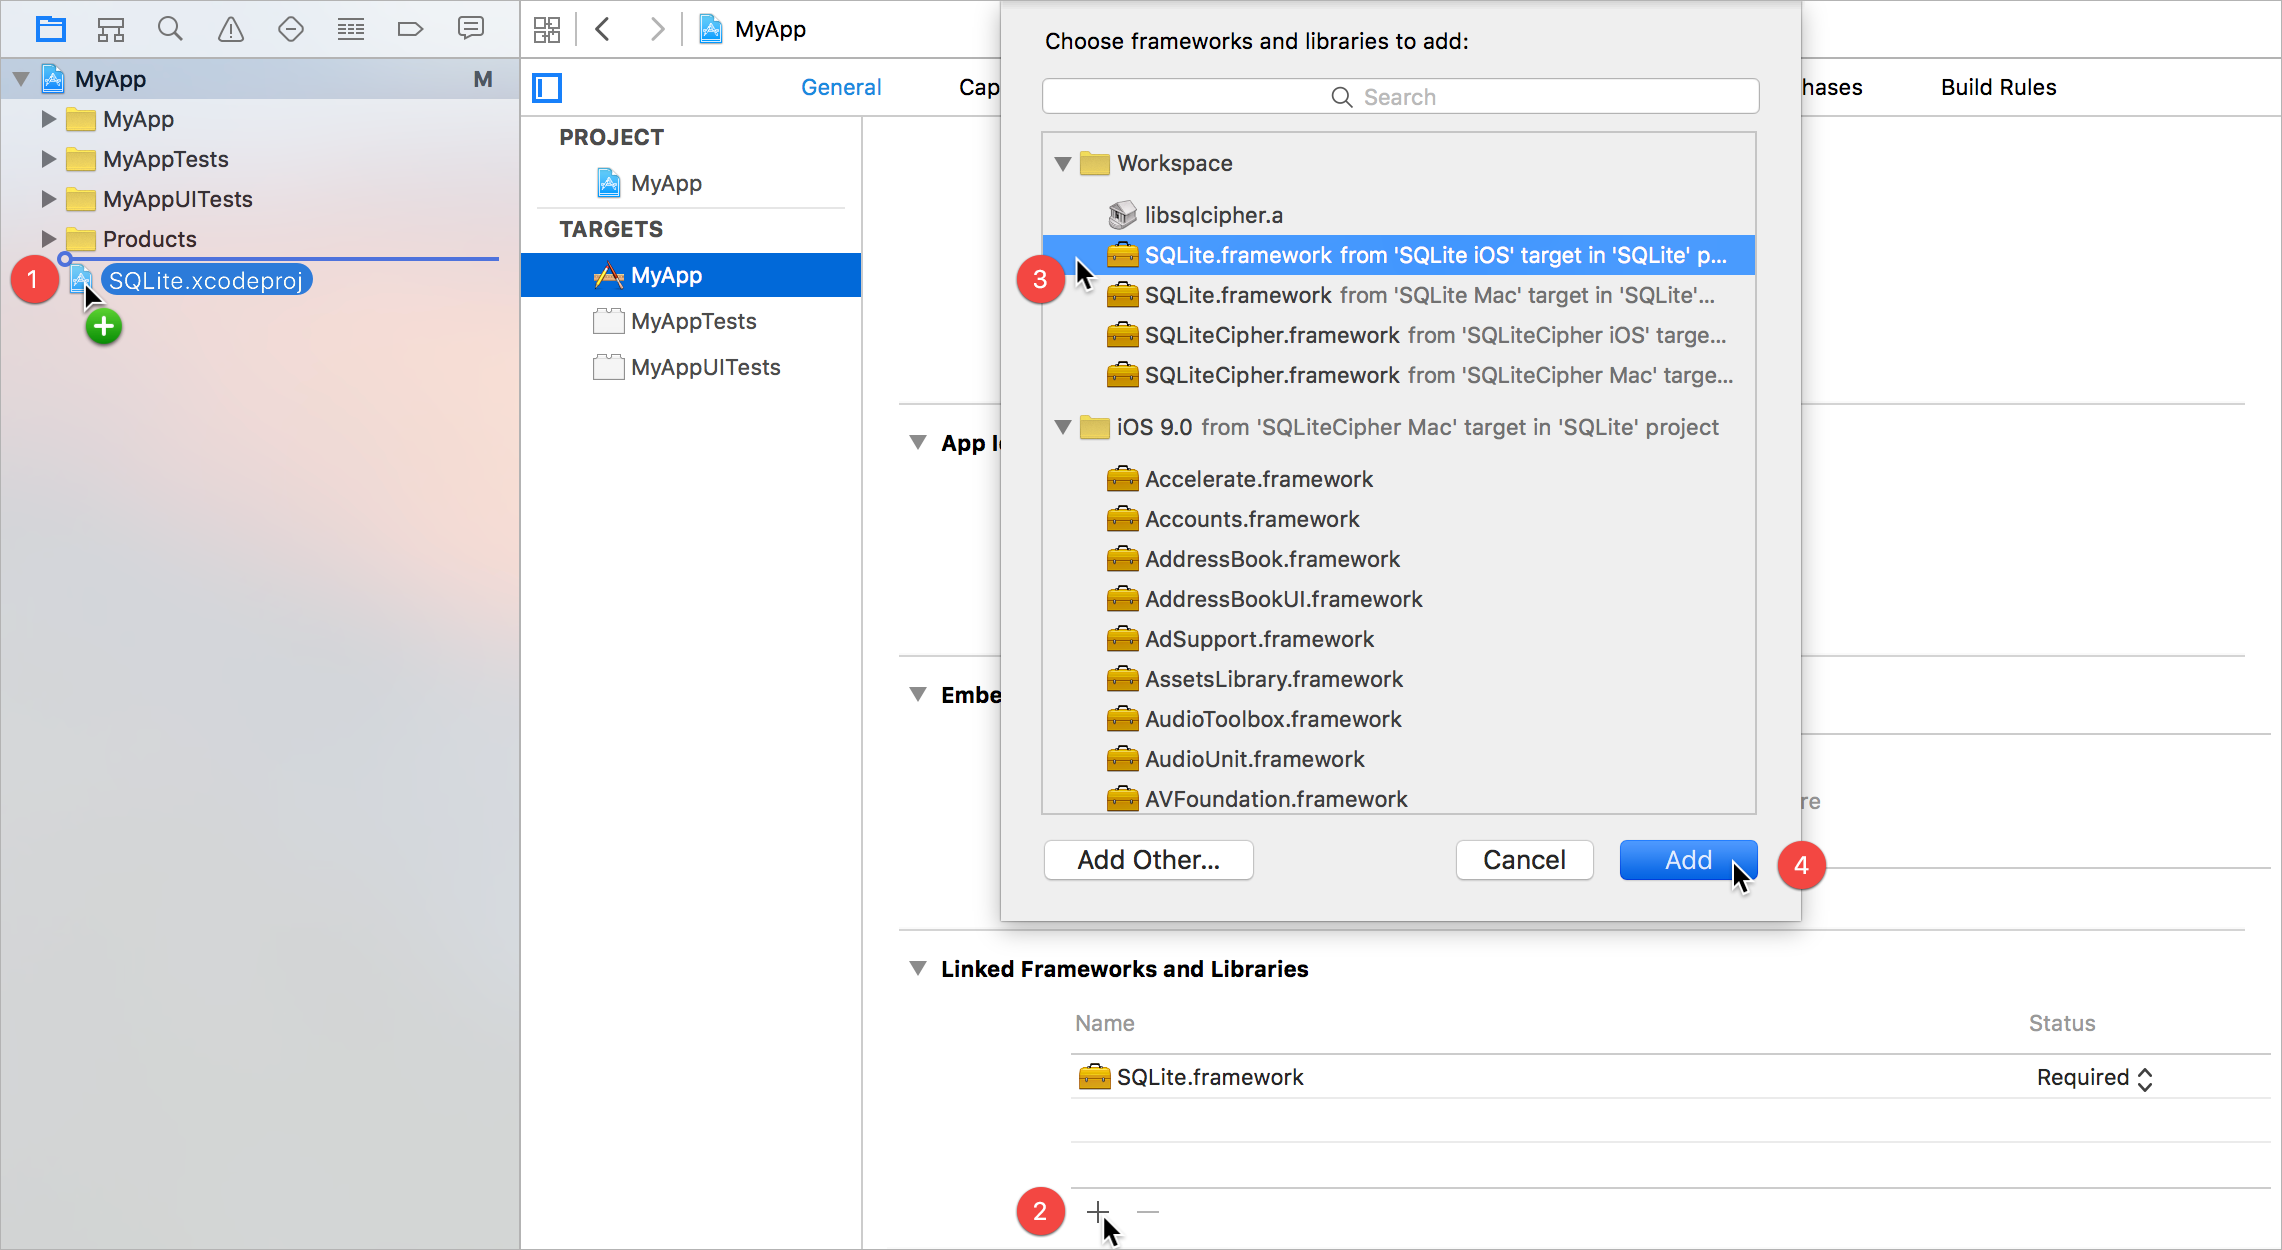 MyApp
M
MyApp
MyAppTests
MyAppUITests
Products
1
SQLite.xcodeproj
MyApp
General
Cap
hases
Build Rules
PROJECT
MyApp
TARGETS
MyApp
MyAppTests
MyAppUITests
Choose frameworks and libraries to add:
Search
Workspace
libsqlcipher.a
SQLite.framework from 'SQLite iOS' target in 'SQLite' p...
3
SQLite.framework from 'SQLite Mac' target in 'SQLite'...
SQLiteCipher.framework from 'SQLiteCipher iOS' targe...
SQLiteCipher.framework from 'SQLiteCipher Mac' targe...
iOS 9.0 from 'SQLiteCipher Mac' target in 'SQLite' project
Accelerate.framework
Accounts.framework
AddressBook.framework
AddressBookUI.framework
AdSupport.framework
AssetsLibrary.framework
AudioToolbox.framework
AudioUnit.framework
AVFoundation.framework
Add Other...
Cancel
Add
4
App I
Embe
re
Linked Frameworks and Libraries
Name
Status
SQLite.framework
Required
2